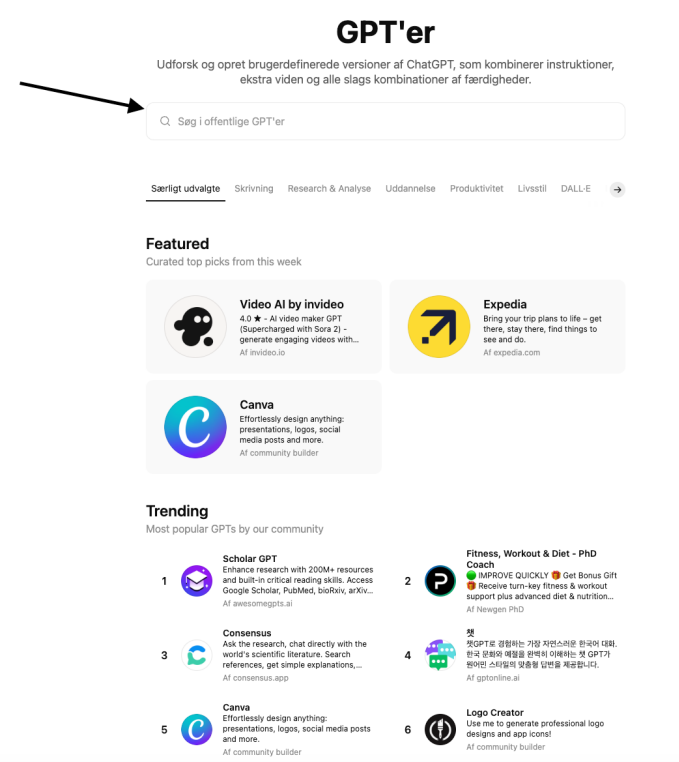 GPT'er
Udforsk og opret brugerdefinerede versioner af ChatGPT, som kombinerer instruktioner,
ekstra viden og alle slags kombinationer af færdigheder.
Søg i offentlige GPT'er
Særligt udvalgte Skrivning Research & Analyse Uddannelse Produktivitet Livsstil DALL·E →
Featured
Curated top picks from this week
Video AI by invideo
4.0 ★ - AI video maker GPT
(Supercharged with Sora 2) -
generate engaging videos with...
Af invideo.io
Expedia
Bring your trip plans to life – get
there, stay there, find things to
see and do.
Af expedia.com
Canva
Effortlessly design anything:
presentations, logos, social
media posts and more.
Af community builder
Trending
Most popular GPTs by our community
1
Scholar GPT
Enhance research with 200M+ resources
and built-in critical reading skills. Access
Google Scholar, PubMed, bioRxiv, arXiv...
Af awesomegpts.ai
2
Fitness, Workout & Diet - PhD
Coach
🟢 IMPROVE QUICKLY 🎁 Get Bonus Gift
🎁 Receive turn-key fitness & workout
support plus advanced diet & nutrition...
Af Newgen PhD
3
Consensus
Ask the research, chat directly with the
world's scientific literature. Search
references, get simple explanations,...
Af consensus.app
4
챗
챗GPT로 경험하는 가장 자연스러운 한국어 대화.
한국 문화와 예절을 완벽히 이해하는 챗 GPT가
원어민 스타일의 맞춤형 답변을 제공합니다.
Af gptonline.ai
5
Canva
Effortlessly design anything:
presentations, logos, social media posts
and more.
Af community builder
6
Logo Creator
Use me to generate professional logo
designs and app icons!
Af community builder